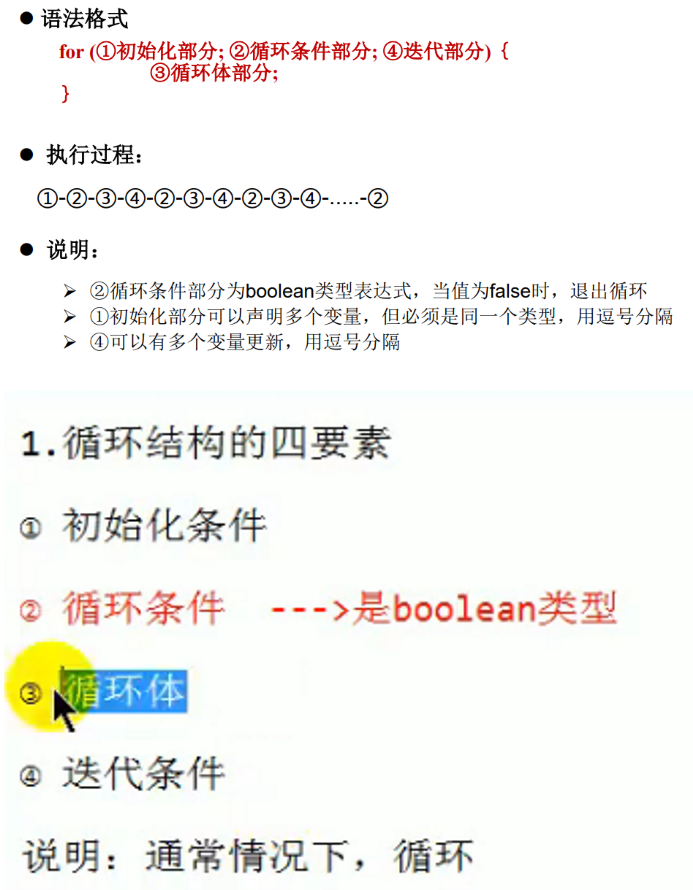 ● 语法格式
for (①初始化部分; ②循环条件部分; ④迭代部分) {
③循环体部分;
}
● 执行过程：
①-②-③-④-②-③-④-②-③-④-.....-②
● 说明：
➢ ②循环条件部分为boolean类型表达式，当值为false时，退出循环
➢ ①初始化部分可以声明多个变量，但必须是同一个类型，用逗号分隔
➢ ④可以有多个变量更新，用逗号分隔
1.循环结构的四要素
① 初始化条件
② 循环条件 --->是boolean类型
③ 循环体
④ 迭代条件
说明：通常情况下，循环